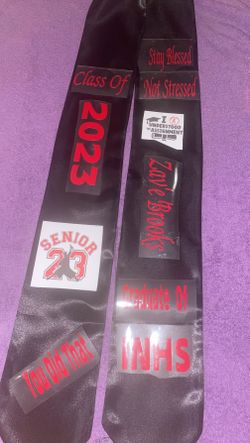 Class Of
2023
SENIOR
23
You Did That
Stay Blessed
Not Stressed
I
UNDERSTOOD
THE ASSIGNMENT
Zay'e Brooks
Graduate Of
INHS